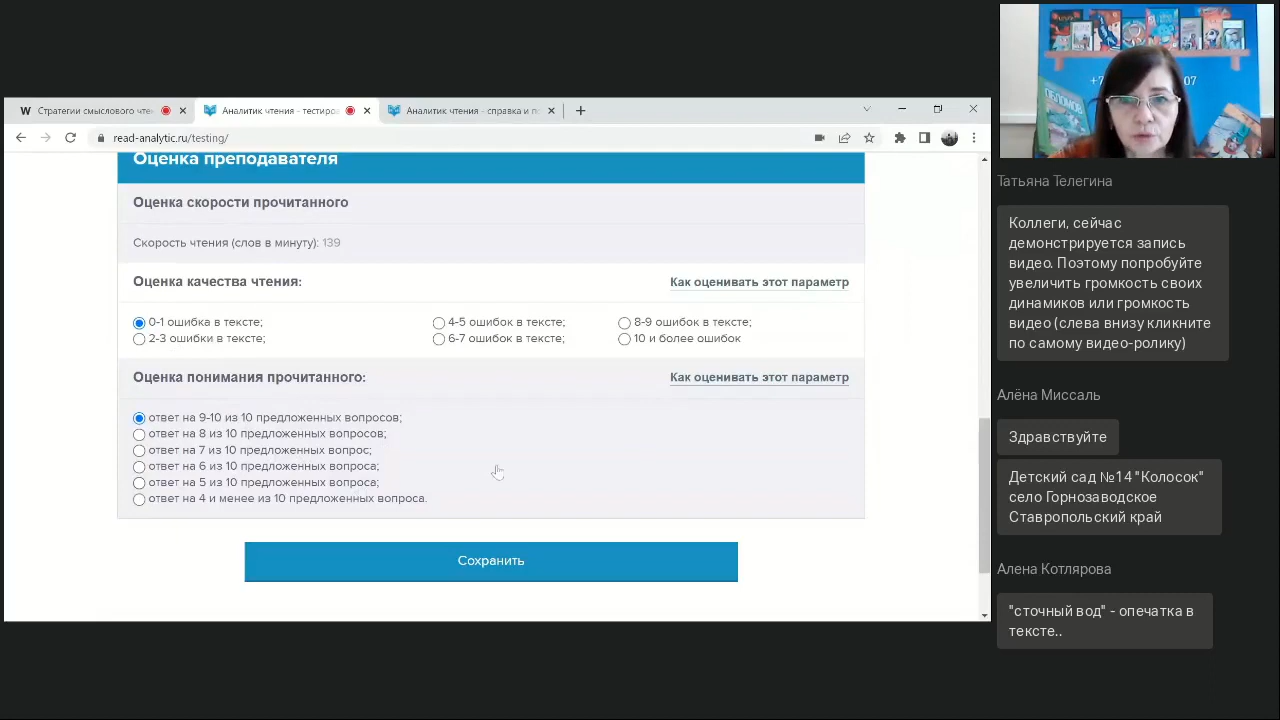 Стратегии смыслового чте
Аналитик чтения - тестиров
Аналитик чтения - справка и п
read-analytic.ru/testing/
Оценка преподавателя
Оценка скорости прочитанного
Скорость чтения (слов в минуту): 139
Оценка качества чтения:
Как оценивать этот параметр
0-1 ошибка в тексте;
4-5 ошибок в тексте;
8-9 ошибок в тексте;
2-3 ошибки в тексте;
6-7 ошибок в тексте;
10 и более ошибок
Оценка понимания прочитанного:
Как оценивать этот параметр
ответ на 9-10 из 10 предложенных вопросов;
ответ на 8 из 10 предложенных вопросов;
ответ на 7 из 10 предложенных вопрос;
ответ на 6 из 10 предложенных вопроса;
ответ на 5 из 10 предложенных вопроса;
ответ на 4 и менее из 10 предложенных вопроса.
Сохранить
+7
07
ОБЛОМОВ
Татьяна Телегина
Коллеги, сейчас
демонстрируется запись
видео. Поэтому попробуйте
увеличить громкость своих
динамиков или громкость
видео (слева внизу кликните
по самому видео-ролику)
Алёна Миссаль
Здравствуйте
Детский сад №14 "Колосок"
село Горнозаводское
Ставропольский край
Алена Котлярова
"сточный вод" - опечатка в
тексте..